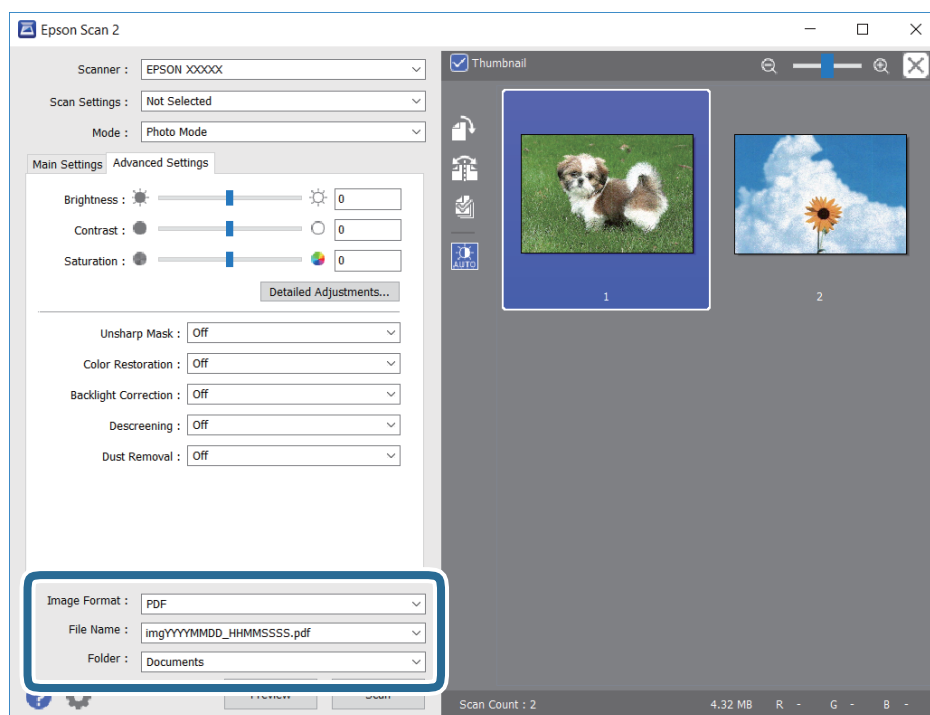 Epson Scan 2
Scanner : EPSON XXXXX
Scan Settings : Not Selected
Mode : Photo Mode
Main Settings Advanced Settings
Brightness : 0
Contrast : 0
Saturation : 0
Detailed Adjustments...
Unsharp Mask : Off
Color Restoration : Off
Backlight Correction : Off
Descreening : Off
Dust Removal : Off
Image Format : PDF
File Name : imgYYYYMMDD_HHMMSSSS.pdf
Folder : Documents
Preview Scan
Thumbnail
AUTO
1 2
Scan Count : 2 4.32 MB R - G - B -